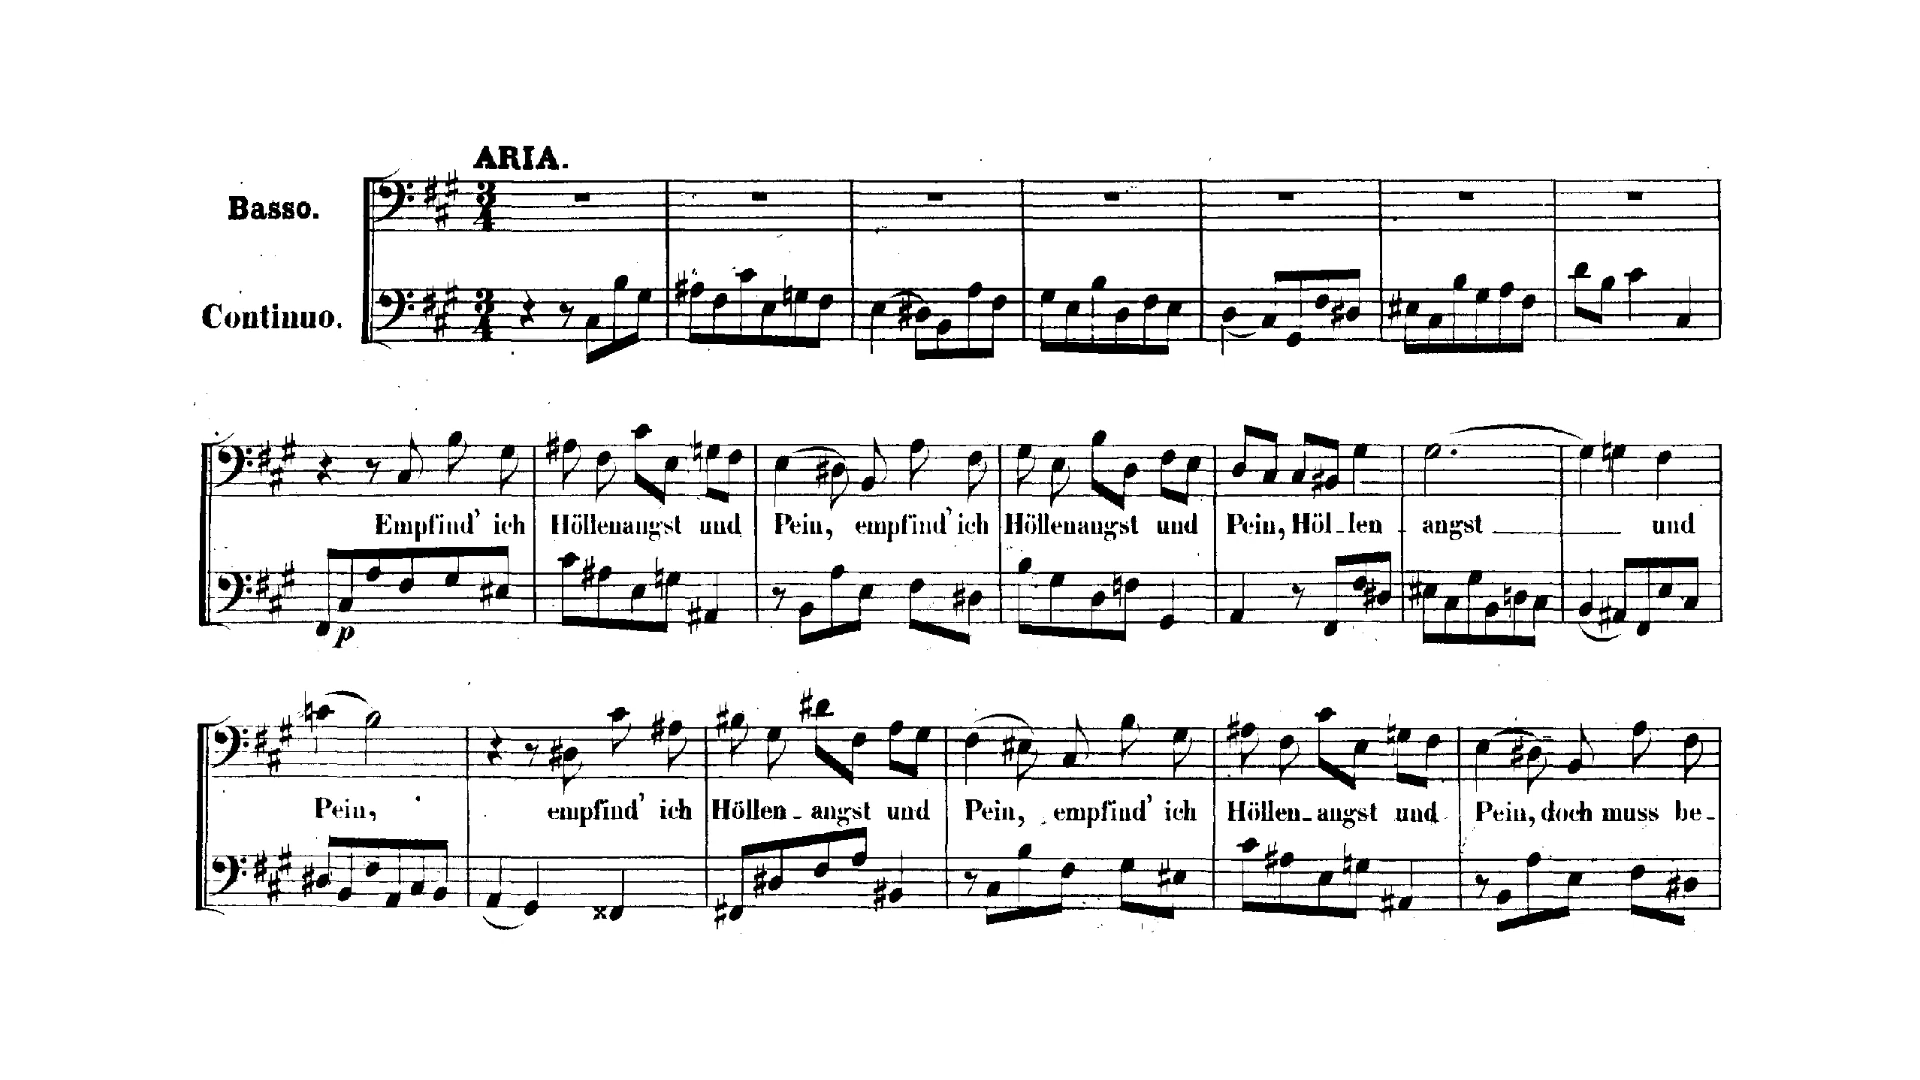 ARIA.
Basso.
Continuo.
Empfind' ich Höllenangst und Pein, empfind' ich Höllenangst und Pein, Höl-len-angst und
p
Pein, empfind' ich Höllen-angst und Pein, empfind' ich Höllen-angst und Pein, doch muss be-